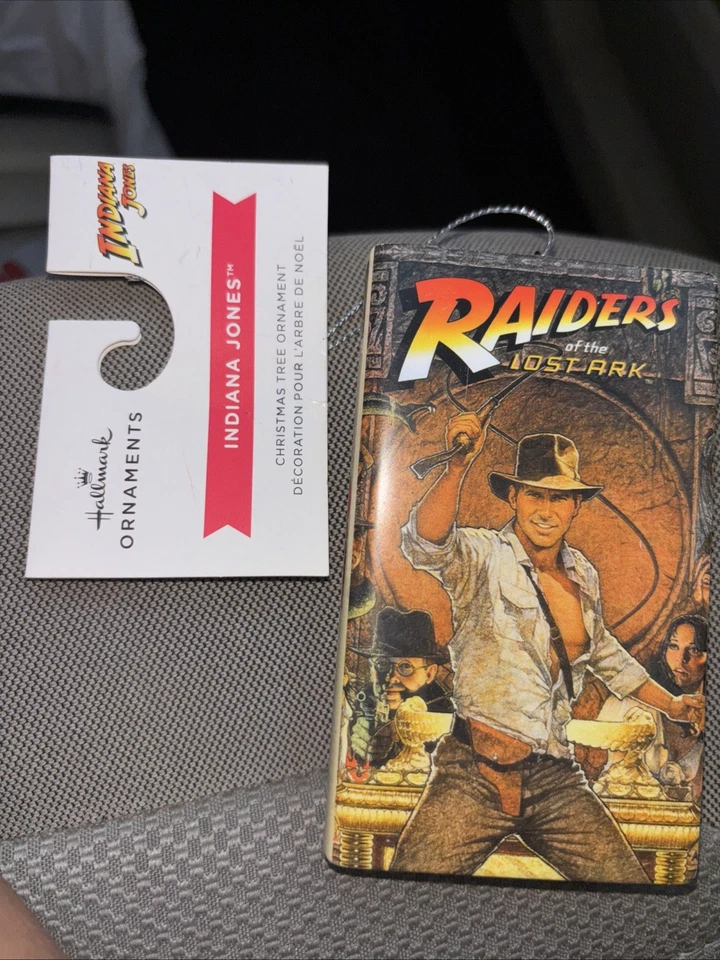 INDIANA
JONES
Hallmark
ORNAMENTS
INDIANA JONES™
CHRISTMAS TREE ORNAMENT
DÉCORATION POUR L'ARBRE DE NOËL
RAIDERS
of the
LOST ARK